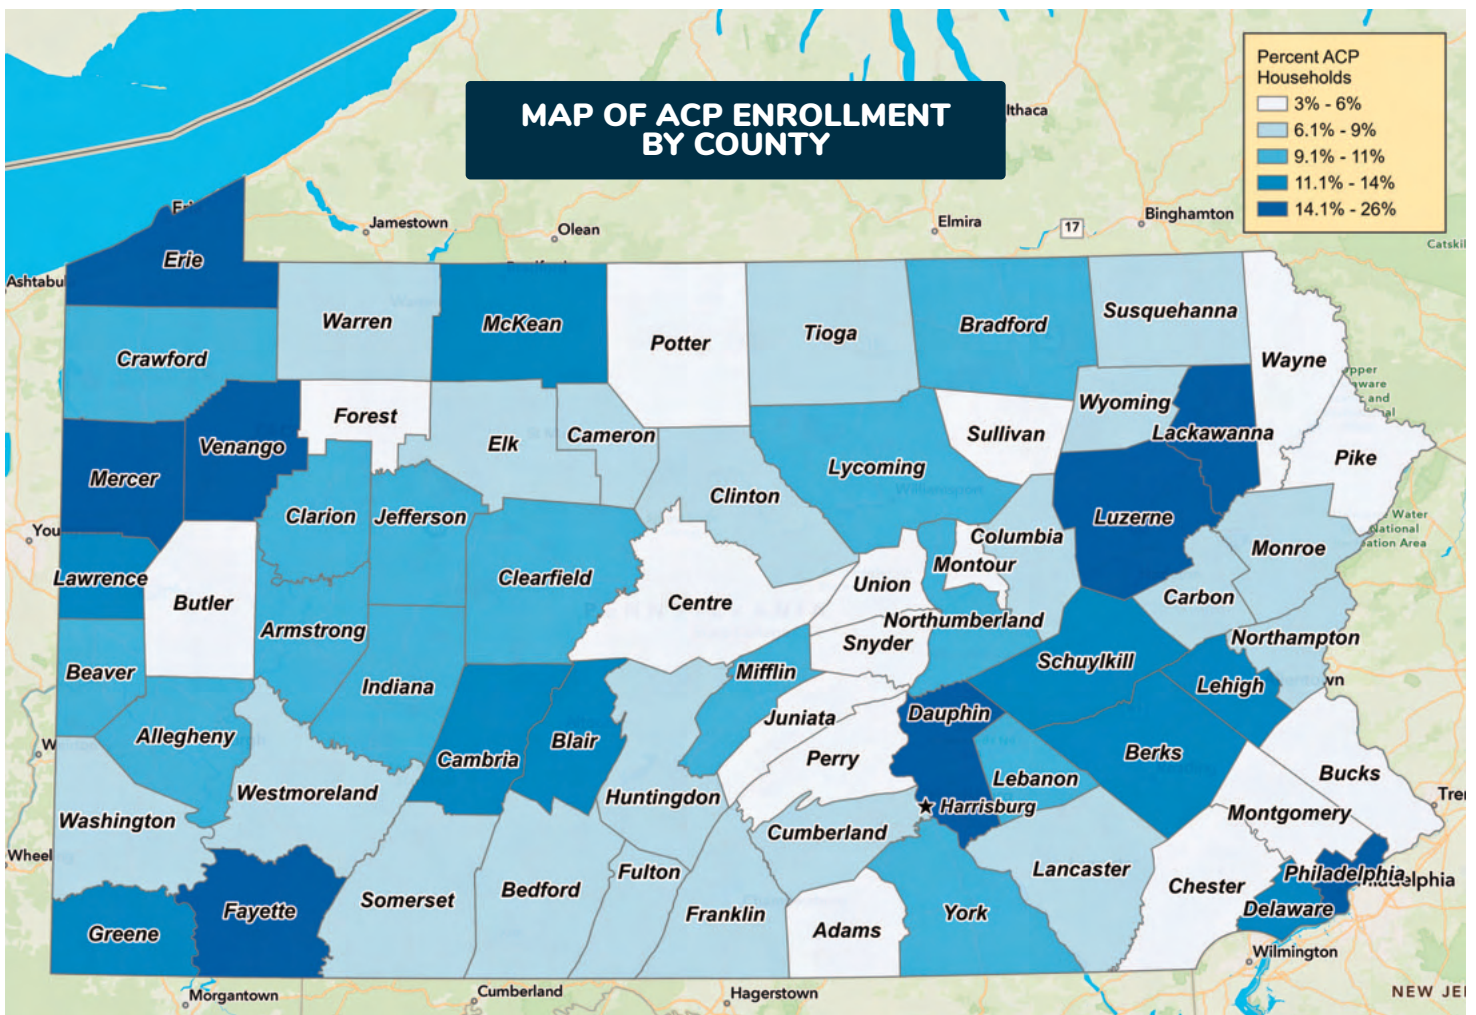 MAP OF ACP ENROLLMENT
BY COUNTY
Percent ACP
Households
3% - 6%
6.1% - 9%
9.1% - 11%
11.1% - 14%
14.1% - 26%
Ithaca
Jamestown
Olean
Elmira
17
Binghamton
Erie
Warren
McKean
Potter
Tioga
Bradford
Susquehanna
Wayne
Crawford
Forest
Elk
Cameron
Sullivan
Wyoming
Lackawanna
Pike
Mercer
Venango
Clarion
Jefferson
Clinton
Lycoming
Columbia
Luzerne
Monroe
Water
National
Lawrence
Butler
Clearfield
Centre
Union
Montour
Carbon
Armstrong
Snyder
Northumberland
Northampton
Beaver
Indiana
Mifflin
Schuylkill
Lehigh
Allegheny
Cambria
Blair
Juniata
Dauphin
Perry
Berks
Lebanon
Bucks
Washington
Westmoreland
Huntingdon
Cumberland
Harrisburg
Montgomery
Greene
Fayette
Somerset
Bedford
Fulton
Franklin
Adams
York
Lancaster
Chester
Philadelphia
Delaware
Wilmington
Morgantown
Cumberland
Hagerstown